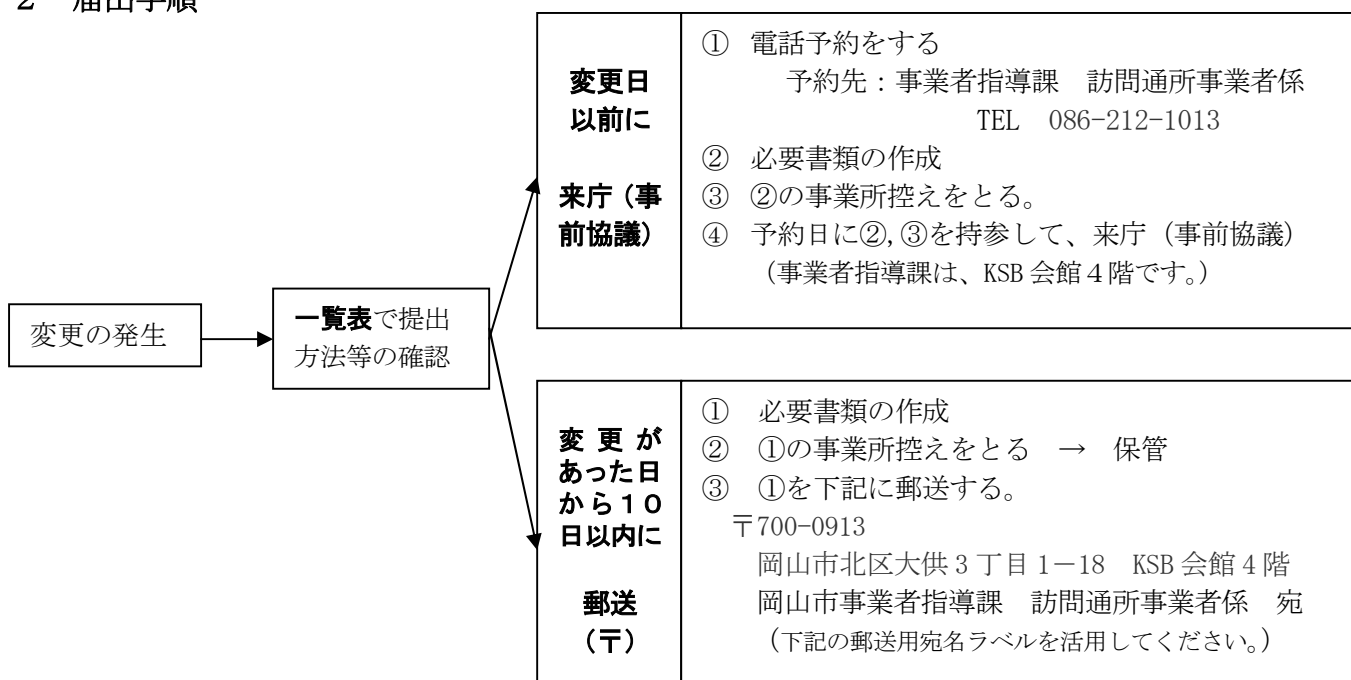 ２　届出手順
変更の発生
一覧表で提出
方法等の確認
変更日
以前に
来庁（事
前協議）
①　電話予約をする
予約先：事業者指導課　訪問通所事業者係
TEL　086-212-1013
②　必要書類の作成
③　②の事業所控えをとる。
④　予約日に②,③を持参して、来庁（事前協議）
（事業者指導課は、KSB会館４階です。）
変更が
あった日
から１０
日以内に
郵送
（〒）
①　必要書類の作成
②　①の事業所控えをとる　→　保管
③　①を下記に郵送する。
〒700-0913
岡山市北区大供3丁目1－18　KSB会館4階
岡山市事業者指導課　訪問通所事業者係　宛
（下記の郵送用宛名ラベルを活用してください。）